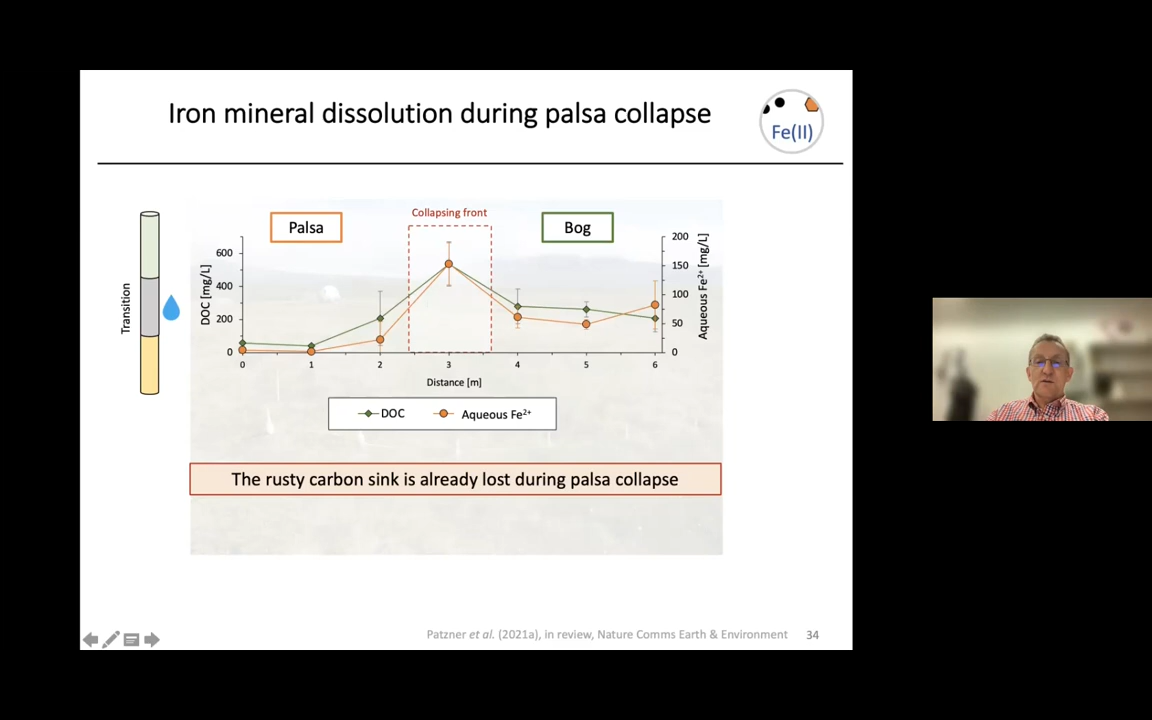 Iron mineral dissolution during palsa collapse
Fe(II)
Transition
Palsa
Collapsing front
Bog
DOC [mg/L]
600
400
200
0
200
150
100
50
0
Aqueous Fe²⁺ [mg/L]
0 1 2 3 4 5 6
Distance [m]
DOC Aqueous Fe²⁺
The rusty carbon sink is already lost during palsa collapse
Patzner et al. (2021a), in review, Nature Comms Earth & Environment 34